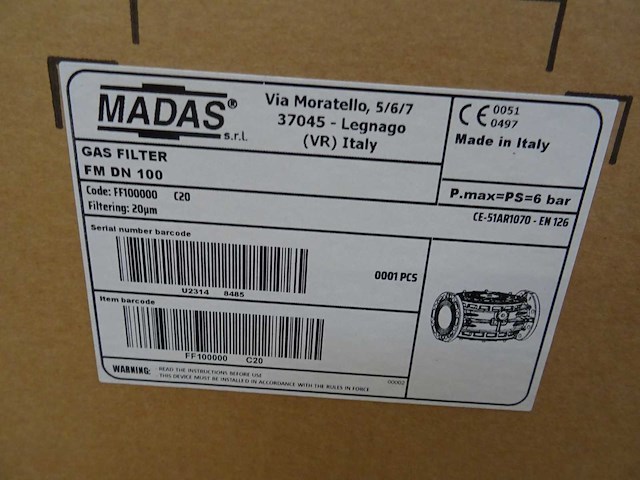 MADAS® s.r.l.
Via Moratello, 5/6/7
37045 - Legnago
(VR) Italy
CE 0051
0497
Made in Italy
GAS FILTER
FM DN 100
P.max=PS=6 bar
Code: FF100000 C20
Filtering: 20µm
CE-51AR1070 - EN 126
Serial number barcode
U2314 8485
0001 PCS
Item barcode
FF100000 C20
WARNING: - READ THE INSTRUCTIONS BEFORE USE
- THIS DEVICE MUST BE INSTALLED IN ACCORDANCE WITH THE RULES IN FORCE
00002